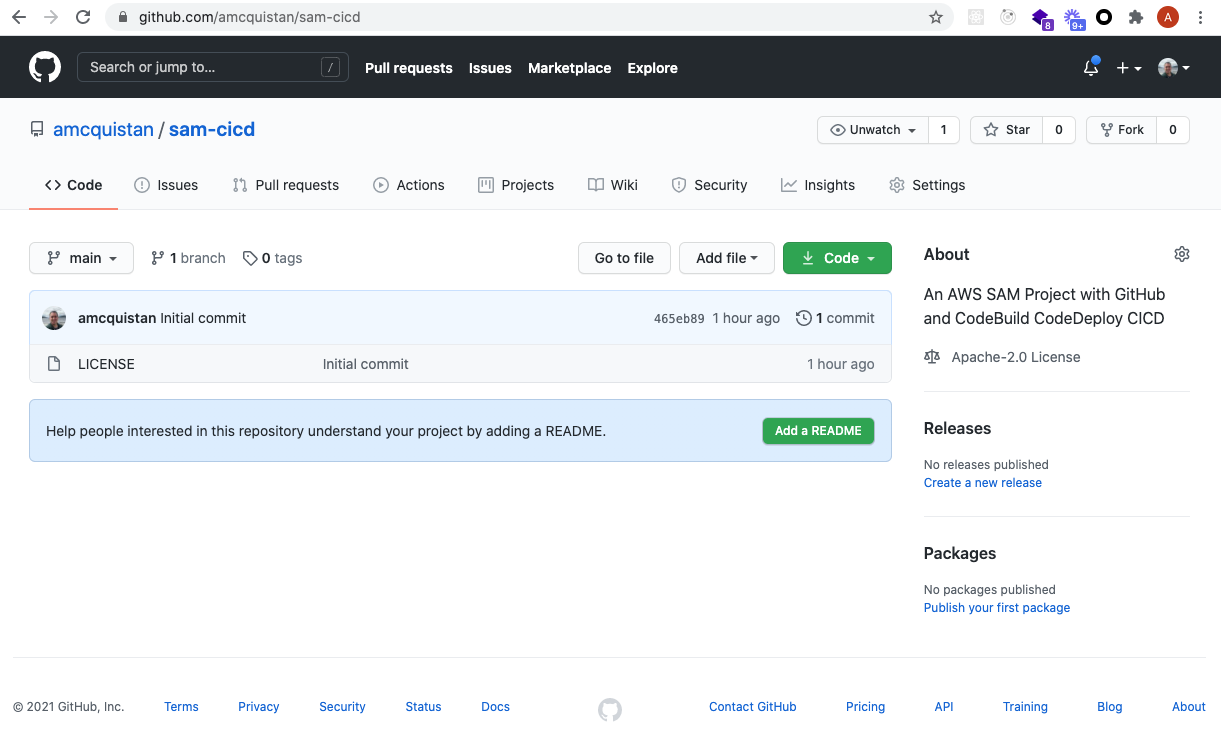 github.com/amcquistan/sam-cicd
8
9+
A
Search or jump to...
/
Pull requests
Issues
Marketplace
Explore
amcquistan / sam-cicd
Unwatch
1
Star
0
Fork
0
Code
Issues
Pull requests
Actions
Projects
Wiki
Security
Insights
Settings
main
1 branch
0 tags
Go to file
Add file
Code
amcquistan Initial commit
465eb89 1 hour ago
1 commit
LICENSE
Initial commit
1 hour ago
Help people interested in this repository understand your project by adding a README.
Add a README
About
An AWS SAM Project with GitHub
and CodeBuild CodeDeploy CICD
Apache-2.0 License
Releases
No releases published
Create a new release
Packages
No packages published
Publish your first package
© 2021 GitHub, Inc.
Terms
Privacy
Security
Status
Docs
Contact GitHub
Pricing
API
Training
Blog
About